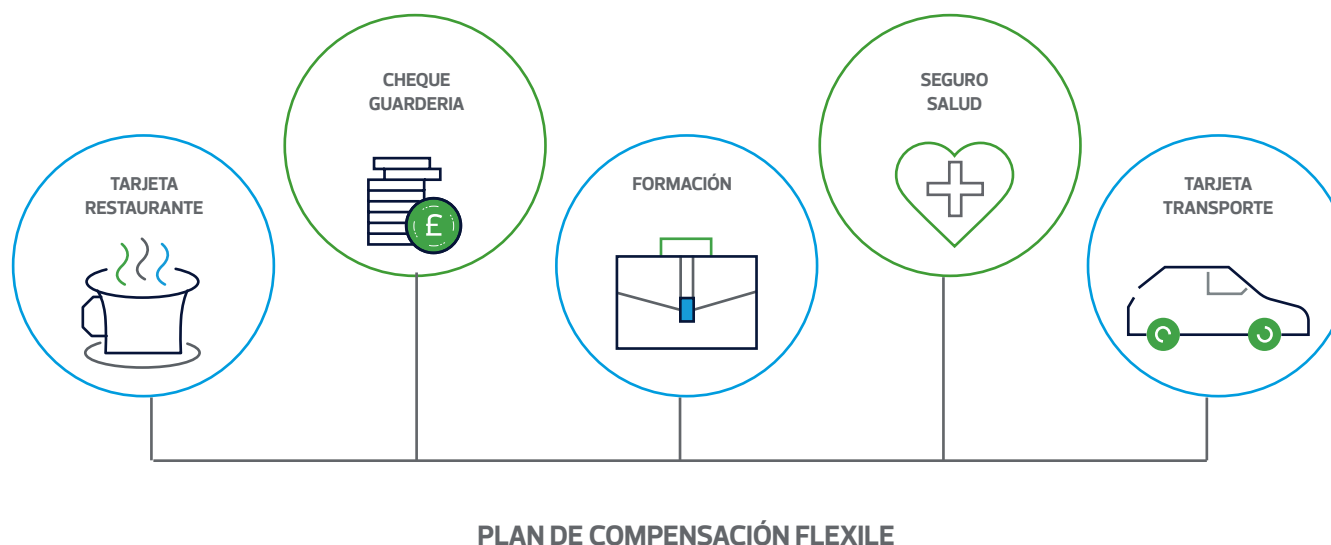 TARJETA
RESTAURANTE
CHEQUE
GUARDERIA
£
FORMACIÓN
SEGURO
SALUD
TARJETA
TRANSPORTE
PLAN DE COMPENSACIÓN FLEXILE